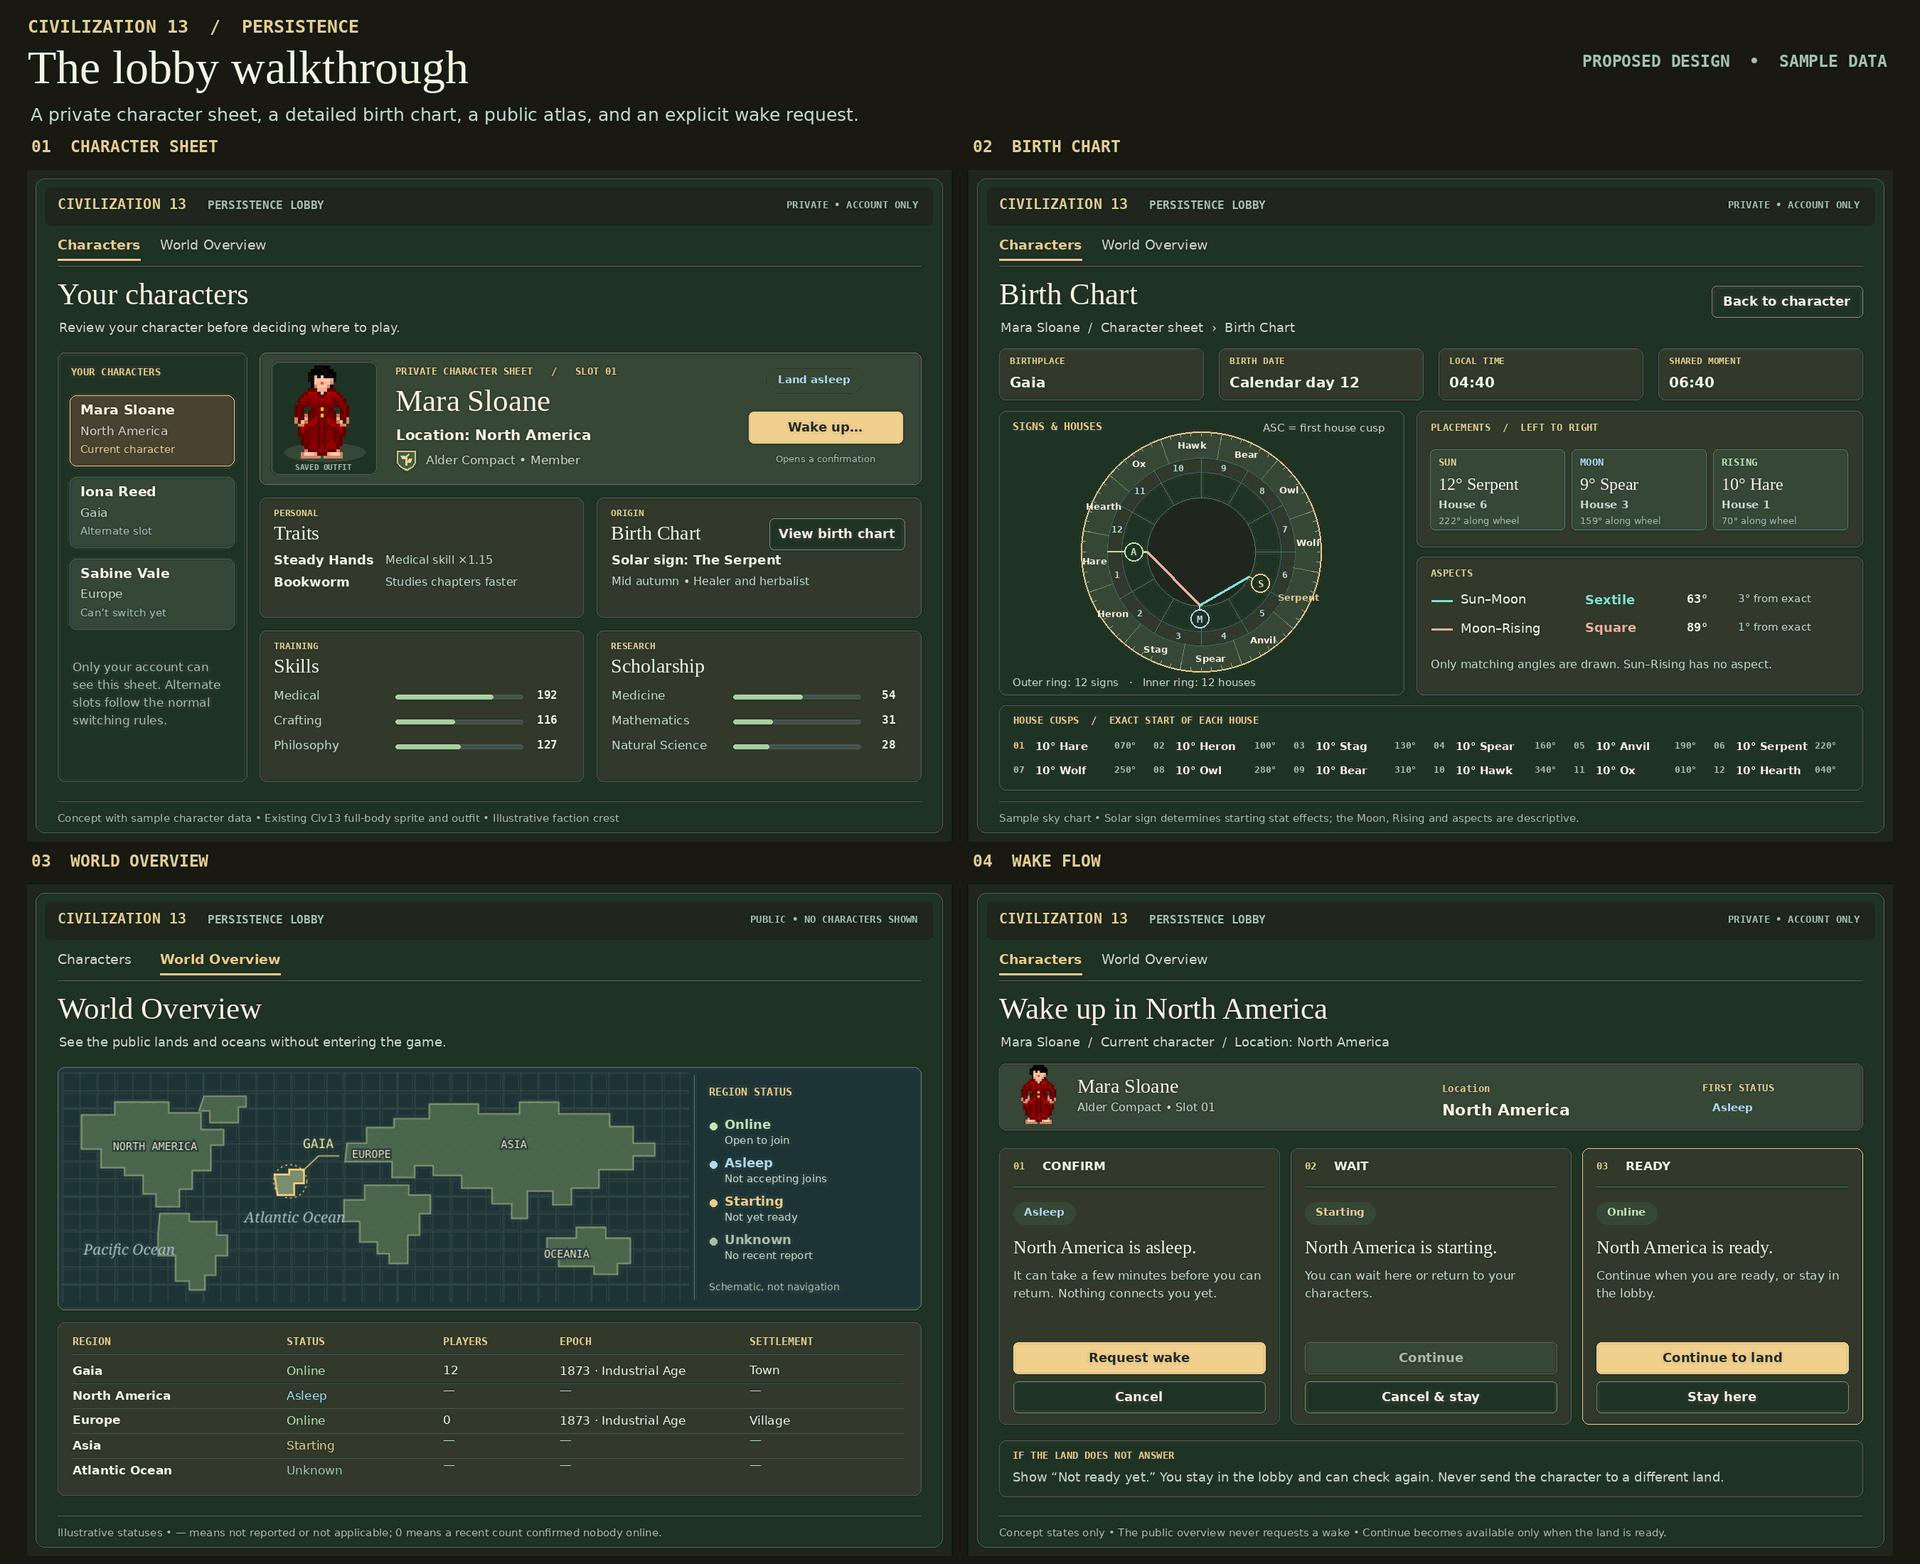 CIVILIZATION 13 / PERSISTENCE
The lobby walkthrough
PROPOSED DESIGN • SAMPLE DATA
A private character sheet, a detailed birth chart, a public atlas, and an explicit wake request.
01 CHARACTER SHEET
CIVILIZATION 13 PERSISTENCE LOBBY PRIVATE • ACCOUNT ONLY
Characters World Overview
Your characters
Review your character before deciding where to play.
YOUR CHARACTERS
Mara Sloane
North America
Current character
Iona Reed
Gaia
Alternate slot
Sabine Vale
Europe
Can’t switch yet
Only your account can
see this sheet. Alternate
slots follow the normal
switching rules.
SAVED OUTFIT
PRIVATE CHARACTER SHEET / SLOT 01
Mara Sloane
Location: North America
Alder Compact • Member
Land asleep
Wake up…
Opens a confirmation
PERSONAL
Traits
Steady Hands Medical skill ×1.15
Bookworm Studies chapters faster
ORIGIN
Birth Chart
View birth chart
Solar sign: The Serpent
Mid autumn • Healer and herbalist
TRAINING
Skills
Medical 192
Crafting 116
Philosophy 127
RESEARCH
Scholarship
Medicine 54
Mathematics 31
Natural Science 28
Concept with sample character data • Existing Civ13 full-body sprite and outfit • Illustrative faction crest
02 BIRTH CHART
CIVILIZATION 13 PERSISTENCE LOBBY PRIVATE • ACCOUNT ONLY
Characters World Overview
Birth Chart
Back to character
Mara Sloane / Character sheet › Birth Chart
BIRTHPLACE
Gaia
BIRTH DATE
Calendar day 12
LOCAL TIME
04:40
SHARED MOMENT
06:40
SIGNS & HOUSES
ASC = first house cusp
Hawk
Bear
Ox
10
9
Owl
11
8
Hearth
12
7
Wolf
A
Hare
1
6
S
Serpent
Heron
2
M
5
3
4
Anvil
Stag
Spear
Outer ring: 12 signs · Inner ring: 12 houses
PLACEMENTS / LEFT TO RIGHT
SUN
12° Serpent
House 6
222° along wheel
MOON
9° Spear
House 3
159° along wheel
RISING
10° Hare
House 1
70° along wheel
ASPECTS
Sun–Moon Sextile 63° 3° from exact
Moon–Rising Square 89° 1° from exact
Only matching angles are drawn. Sun–Rising has no aspect.
HOUSE CUSPS / EXACT START OF EACH HOUSE
01 10° Hare 070° 02 10° Heron 100° 03 10° Stag 130° 04 10° Spear 160° 05 10° Anvil 190° 06 10° Serpent 220°
07 10° Wolf 250° 08 10° Owl 280° 09 10° Bear 310° 10 10° Hawk 340° 11 10° Ox 010° 12 10° Hearth 040°
Sample sky chart • Solar sign determines starting stat effects; the Moon, Rising and aspects are descriptive.
03 WORLD OVERVIEW
CIVILIZATION 13 PERSISTENCE LOBBY PUBLIC • NO CHARACTERS SHOWN
Characters World Overview
World Overview
See the public lands and oceans without entering the game.
NORTH AMERICA
GAIA
EUROPE
ASIA
Atlantic Ocean
Pacific Ocean
OCEANIA
REGION STATUS
Online
Open to join
Asleep
Not accepting joins
Starting
Not yet ready
Unknown
No recent report
Schematic, not navigation
REGION STATUS PLAYERS EPOCH SETTLEMENT
Gaia Online 12 1873 · Industrial Age Town
North America Asleep — — —
Europe Online 0 1873 · Industrial Age Village
Asia Starting — — —
Atlantic Ocean Unknown — — —
Illustrative statuses • — means not reported or not applicable; 0 means a recent count confirmed nobody online.
04 WAKE FLOW
CIVILIZATION 13 PERSISTENCE LOBBY PRIVATE • ACCOUNT ONLY
Characters World Overview
Wake up in North America
Mara Sloane / Current character / Location: North America
Mara Sloane
Alder Compact • Slot 01
Location
North America
FIRST STATUS
Asleep
01 CONFIRM
Asleep
North America is asleep.
It can take a few minutes before you can
return. Nothing connects you yet.
Request wake
Cancel
02 WAIT
Starting
North America is starting.
You can wait here or return to your
characters.
Continue
Cancel & stay
03 READY
Online
North America is ready.
Continue when you are ready, or stay in
the lobby.
Continue to land
Stay here
IF THE LAND DOES NOT ANSWER
Show “Not ready yet.” You stay in the lobby and can check again. Never send the character to a different land.
Concept states only • The public overview never requests a wake • Continue becomes available only when the land is ready.